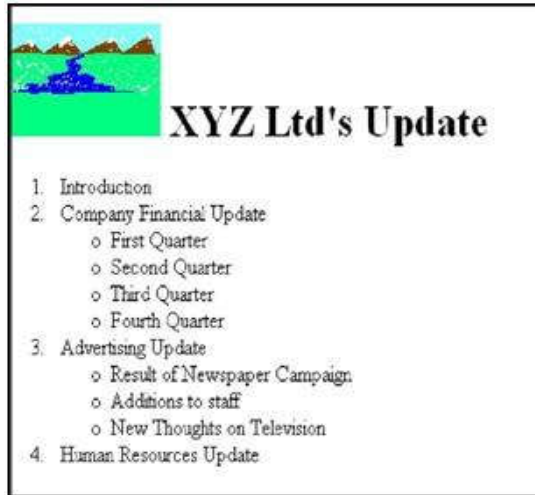 XYZ Ltd's Update
1. Introduction
2. Company Financial Update
o First Quarter
o Second Quarter
o Third Quarter
o Fourth Quarter
3. Advertising Update
o Result of Newspaper Campaign
o Additions to staff
o New Thoughts on Television
4. Human Resources Update